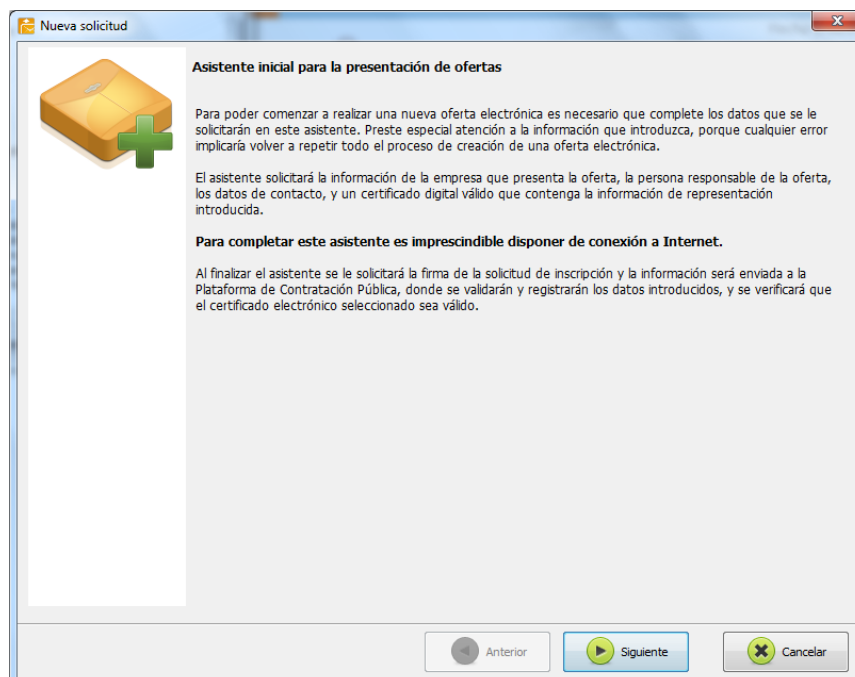 Nueva solicitud
Asistente inicial para la presentación de ofertas
Para poder comenzar a realizar una nueva oferta electrónica es necesario que complete los datos que se le
solicitarán en este asistente. Preste especial atención a la información que introduzca, porque cualquier error
implicaría volver a repetir todo el proceso de creación de una oferta electrónica.
El asistente solicitará la información de la empresa que presenta la oferta, la persona responsable de la oferta,
los datos de contacto, y un certificado digital válido que contenga la información de representación
introducida.
Para completar este asistente es imprescindible disponer de conexión a Internet.
Al finalizar el asistente se le solicitará la firma de la solicitud de inscripción y la información será enviada a la
Plataforma de Contratación Pública, donde se validarán y registrarán los datos introducidos, y se verificará que
el certificado electrónico seleccionado sea válido.
Anterior Siguiente Cancelar